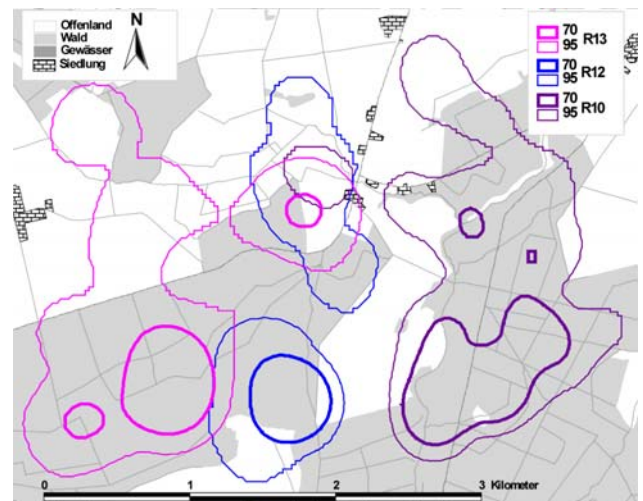 Offenland
Wald
Gewässer
Siedlung
N
70
95 R13
70
95 R12
70
95 R10
0 1 2 3 Kilometer